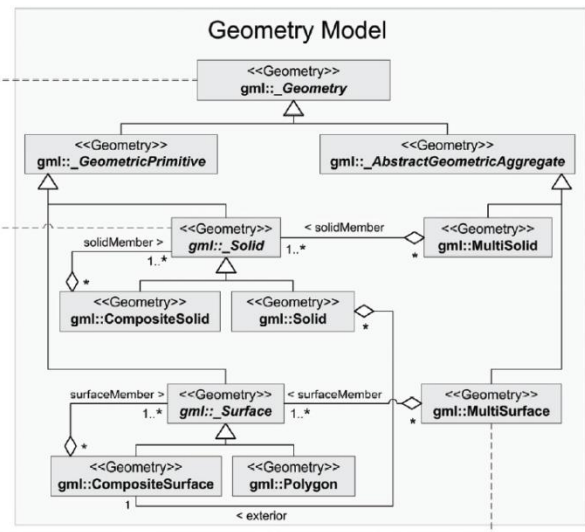 Geometry Model
<<Geometry>>
gml::_Geometry
<<Geometry>>
gml::_GeometricPrimitive
<<Geometry>>
gml::_AbstractGeometricAggregate
solidMember >
<<Geometry>>
gml::_Solid
< solidMember
<<Geometry>>
gml::MultiSolid
1..*
1..*
*
*
<<Geometry>>
gml::CompositeSolid
<<Geometry>>
gml::Solid
*
surfaceMember >
<<Geometry>>
gml::_Surface
< surfaceMember
<<Geometry>>
gml::MultiSurface
1..*
1..*
*
*
<<Geometry>>
gml::CompositeSurface
<<Geometry>>
gml::Polygon
1
< exterior